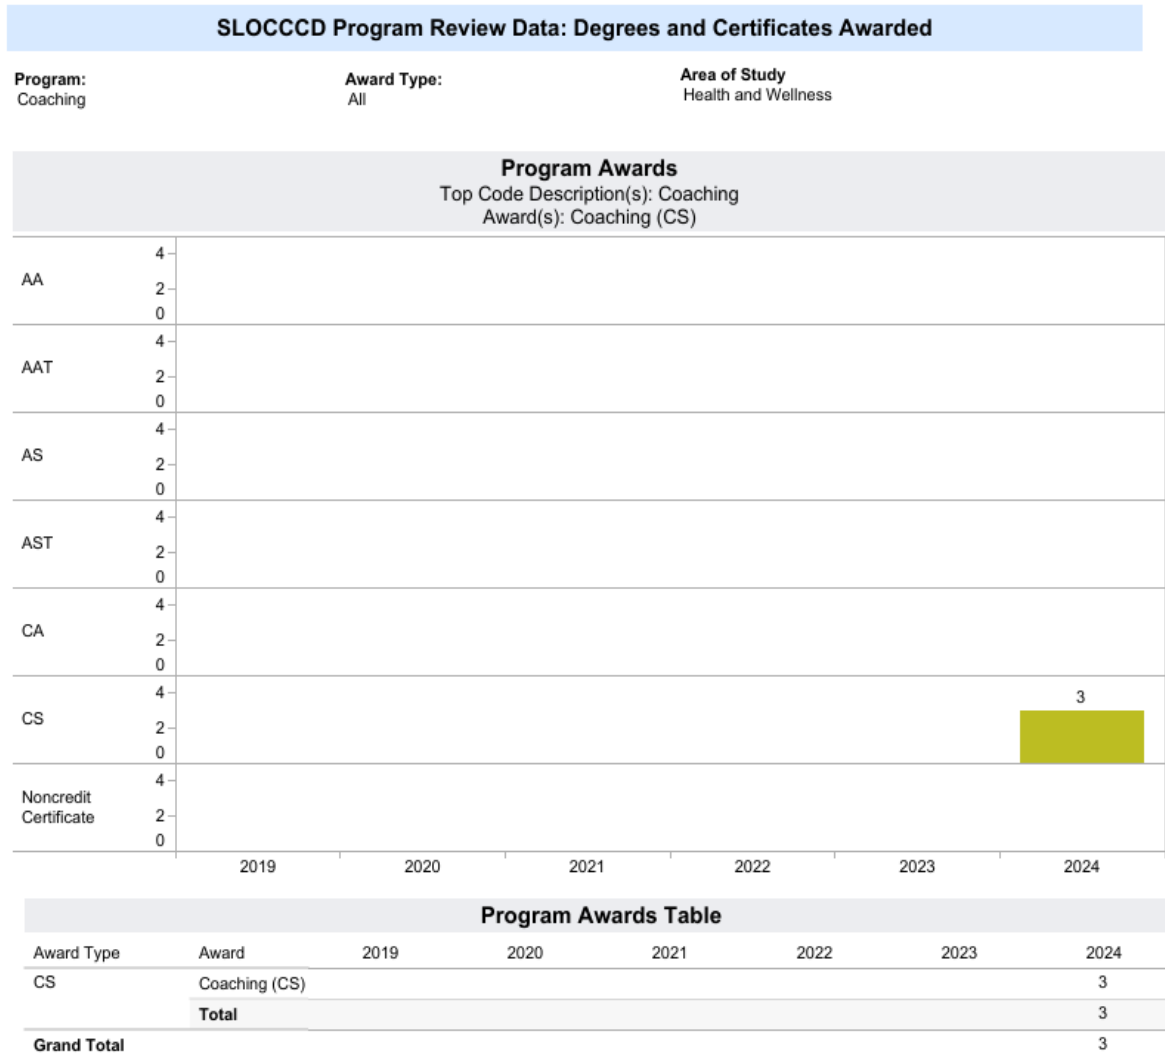 SLOCCCD Program Review Data: Degrees and Certificates Awarded
Program: Award Type: Area of Study
Coaching All Health and Wellness
Program Awards
Top Code Description(s): Coaching
Award(s): Coaching (CS)
AA
4
2
0
AAT
4
2
0
AS
4
2
0
AST
4
2
0
CA
4
2
0
CS
4
2
0
3
Noncredit
Certificate
4
2
0
2019 2020 2021 2022 2023 2024
Program Awards Table
Award Type Award 2019 2020 2021 2022 2023 2024
CS Coaching (CS) 3
Total 3
Grand Total 3